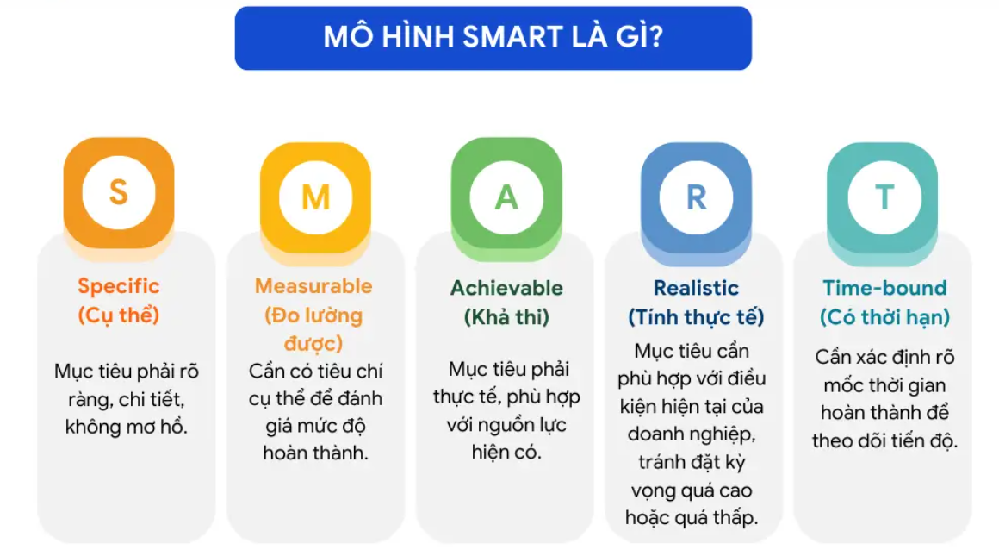 MÔ HÌNH SMART LÀ GÌ?
S
Specific
(Cụ thể)
Mục tiêu phải rõ
ràng, chi tiết,
không mơ hồ.
M
Measurable
(Đo lường
được)
Cần có tiêu chí
cụ thể để đánh
giá mức độ
hoàn thành.
A
Achievable
(Khả thi)
Mục tiêu phải
thực tế, phù hợp
với nguồn lực
hiện có.
R
Realistic
(Tính thực tế)
Mục tiêu cần
phù hợp với điều
kiện hiện tại của
doanh nghiệp,
tránh đặt kỳ
vọng quá cao
hoặc quá thấp.
T
Time-bound
(Có thời hạn)
Cần xác định rõ
mốc thời gian
hoàn thành để
theo dõi tiến độ.